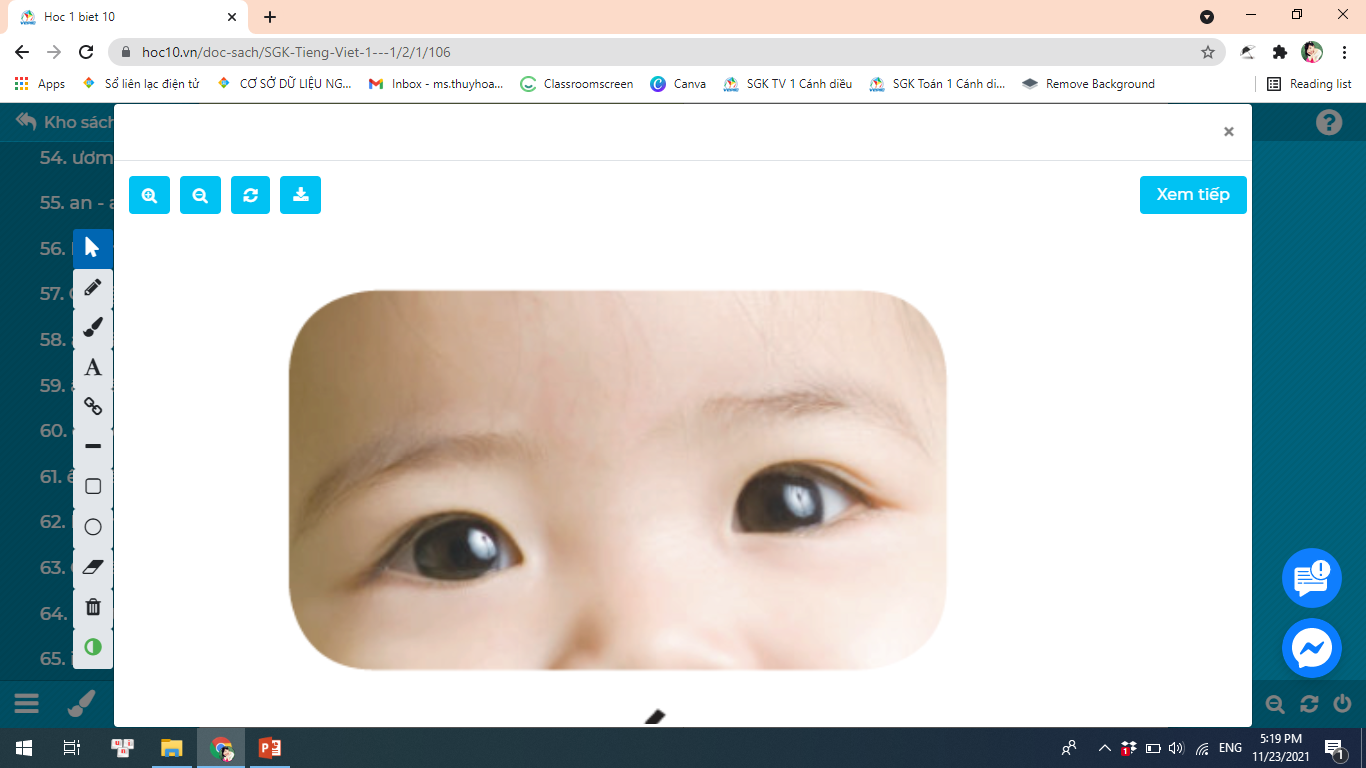 Hoc 1 biet 10
hoc10.vn/doc-sach/SGK-Tieng-Viet-1---1/2/1/106
Apps Sổ liên lạc điện tử CƠ SỞ DỮ LIỆU NG... Inbox - ms.thuyhoa... Classroomscreen Canva SGK TV 1 Cánh diều SGK Toán 1 Cánh di... Remove Background Reading list
Kho sách
Xem tiếp
54. ươm
55. an -
56.
57.
58.
59.
60.
61.
62.
63.
64.
65.
A
ENG
5:19 PM
11/23/2021
1
1